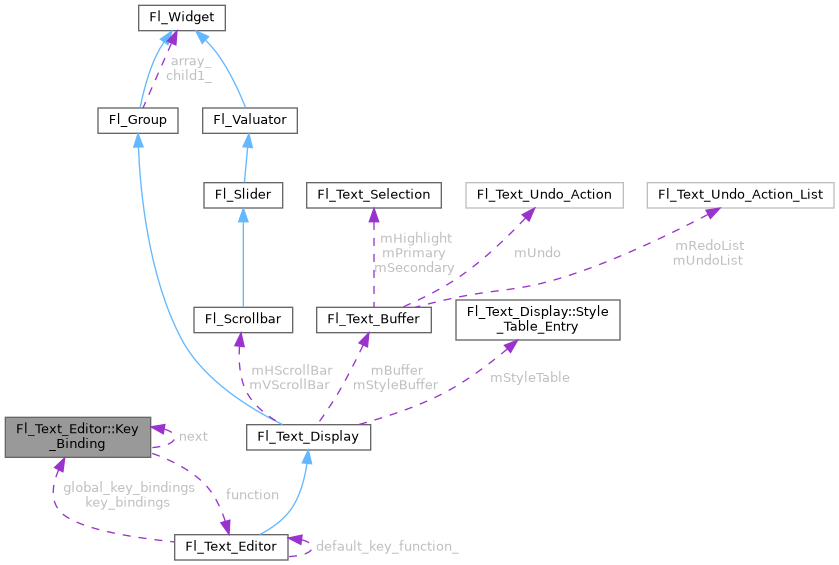 Fl_Widget
array_
child1_
Fl_Group
Fl_Valuator
Fl_Slider
Fl_Text_Selection
Fl_Text_Undo_Action
Fl_Text_Undo_Action_List
mHighlight
mPrimary
mSecondary
mUndo
mRedoList
mUndoList
Fl_Scrollbar
Fl_Text_Buffer
Fl_Text_Display::Style
_Table_Entry
mHScrollBar
mVScrollBar
mBuffer
mStyleBuffer
mStyleTable
Fl_Text_Editor::Key
_Binding
next
Fl_Text_Display
global_key_bindings
key_bindings
function
Fl_Text_Editor
default_key_function_